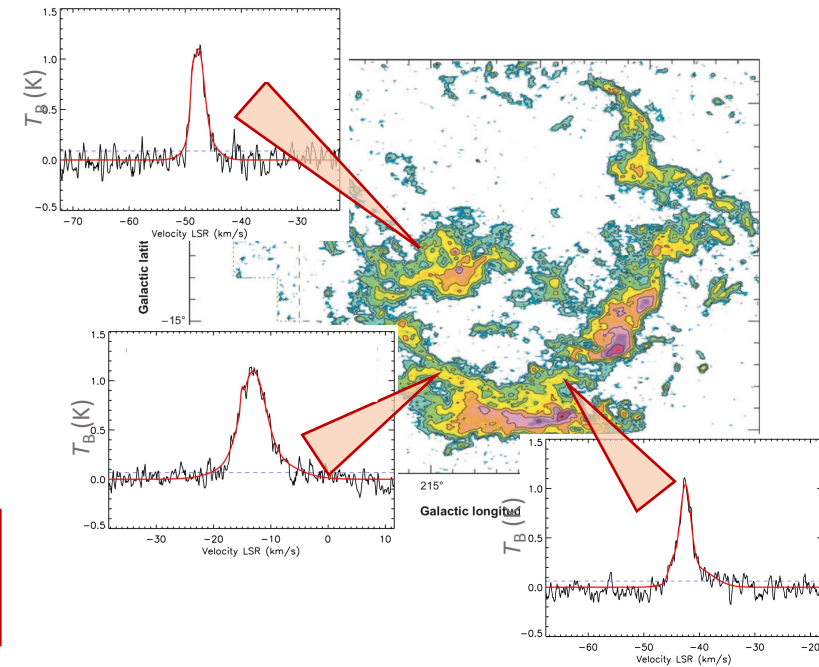 1.5
1.0
0.5
0.0
−0.5
T_B (K)
−70 −60 −50 −40 −30
Velocity LSR (km/s)
Galactic latit
−15°
1.5
1.0
0.5
0.0
−0.5
T_B (K)
−30 −20 −10 0 10
Velocity LSR (km/s)
215°
Galactic longitud
1.5
1.0
0.5
0.0
−0.5
T_B (K)
−60 −50 −40 −30 −20
Velocity LSR (km/s)